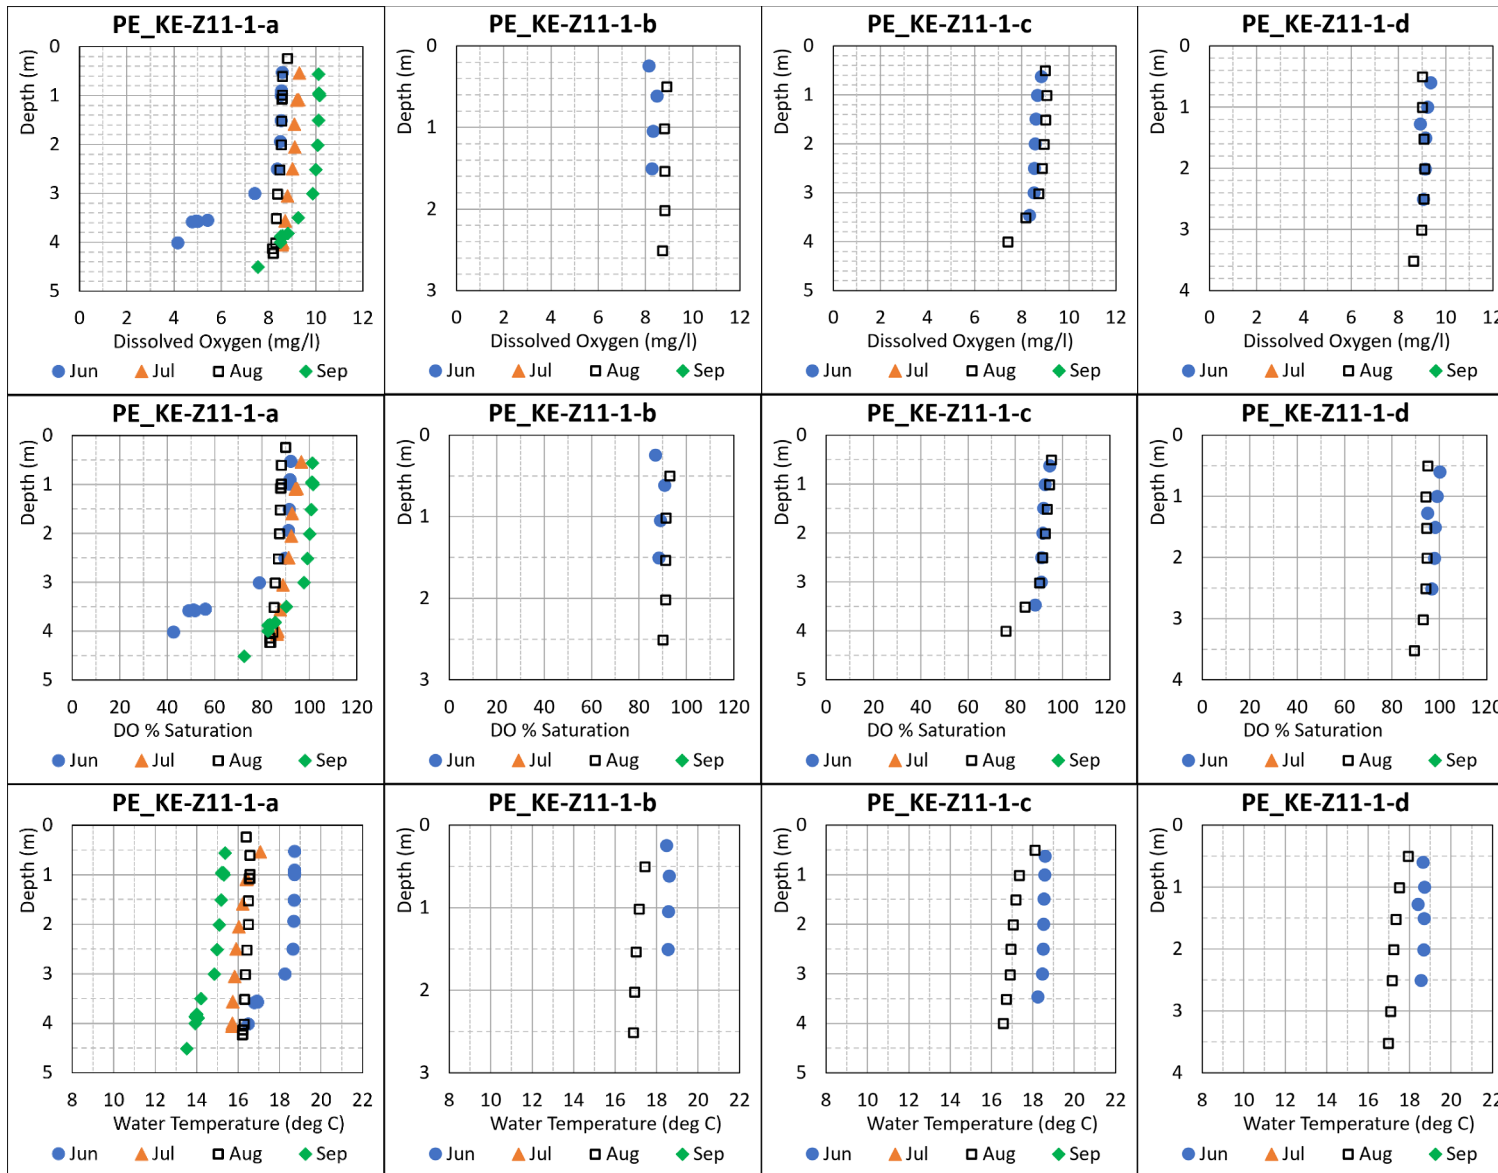 PE_KE-Z11-1-a
0
1
2
3
4
5
Depth (m)
0 2 4 6 8 10 12
Dissolved Oxygen (mg/l)
Jun Jul Aug Sep
PE_KE-Z11-1-b
0
1
2
3
Depth (m)
0 2 4 6 8 10 12
Dissolved Oxygen (mg/l)
Jun Jul Aug Sep
PE_KE-Z11-1-c
0
1
2
3
4
5
Depth (m)
0 2 4 6 8 10 12
Dissolved Oxygen (mg/l)
Jun Jul Aug Sep
PE_KE-Z11-1-d
0
1
2
3
4
Depth (m)
0 2 4 6 8 10 12
Dissolved Oxygen (mg/l)
Jun Jul Aug Sep
PE_KE-Z11-1-a
0
1
2
3
4
5
Depth (m)
0 20 40 60 80 100 120
DO % Saturation
Jun Jul Aug Sep
PE_KE-Z11-1-b
0
1
2
3
Depth (m)
0 20 40 60 80 100 120
DO % Saturation
Jun Jul Aug Sep
PE_KE-Z11-1-c
0
1
2
3
4
5
Depth (m)
0 20 40 60 80 100 120
DO % Saturation
Jun Jul Aug Sep
PE_KE-Z11-1-d
0
1
2
3
4
Depth (m)
0 20 40 60 80 100 120
DO % Saturation
Jun Jul Aug Sep
PE_KE-Z11-1-a
0
1
2
3
4
5
Depth (m)
8 10 12 14 16 18 20 22
Water Temperature (deg C)
Jun Jul Aug Sep
PE_KE-Z11-1-b
0
1
2
3
Depth (m)
8 10 12 14 16 18 20 22
Water Temperature (deg C)
Jun Jul Aug Sep
PE_KE-Z11-1-c
0
1
2
3
4
5
Depth (m)
8 10 12 14 16 18 20 22
Water Temperature (deg C)
Jun Jul Aug Sep
PE_KE-Z11-1-d
0
1
2
3
4
Depth (m)
8 10 12 14 16 18 20 22
Water Temperature (deg C)
Jun Jul Aug Sep